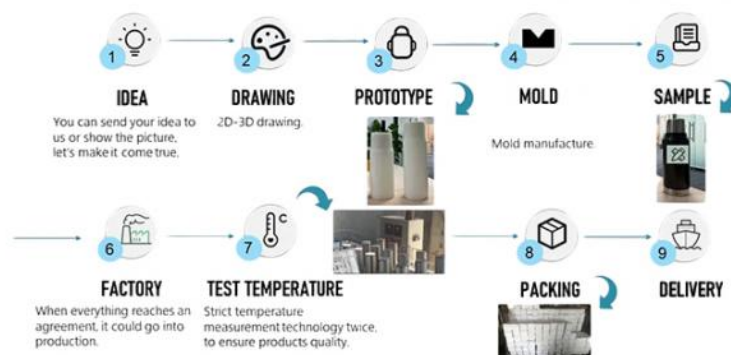 1
2
3
4
5
IDEA
DRAWING
PROTOTYPE
MOLD
SAMPLE
You can send your idea to
us or show the picture,
let's make it come true.
2D-3D drawing.
Mold manufacture
6
7
C
8
9
FACTORY
TEST TEMPERATURE
PACKING
DELIVERY
When everything reaches an
agreement, it could go into
production.
Strict temperature
measurement technology twice,
to ensure products quality.